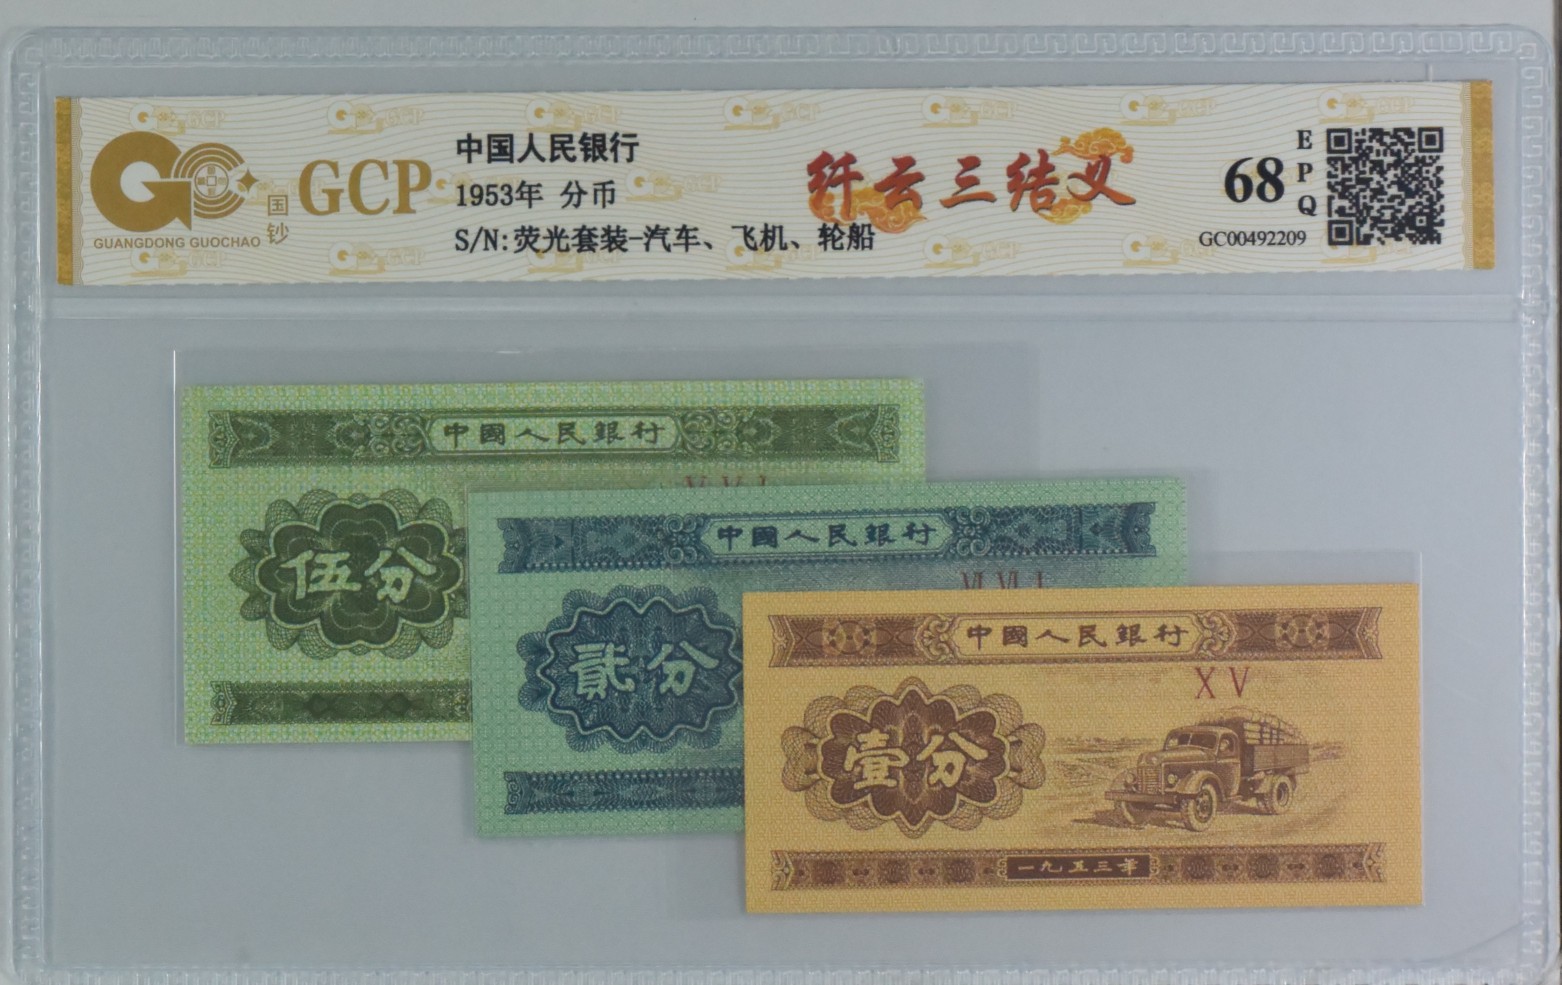 GCP
国钞
GUANGDONG GUOCHAO
中国人民银行
1953年 分币
S/N:荧光套装-汽车、飞机、轮船
纤云三结义
68
EPQ
GC00492209
中國人民銀行
伍分
中國人民銀行
VI VI I
貳分
中國人民銀行
X V
壹分
一九五三年